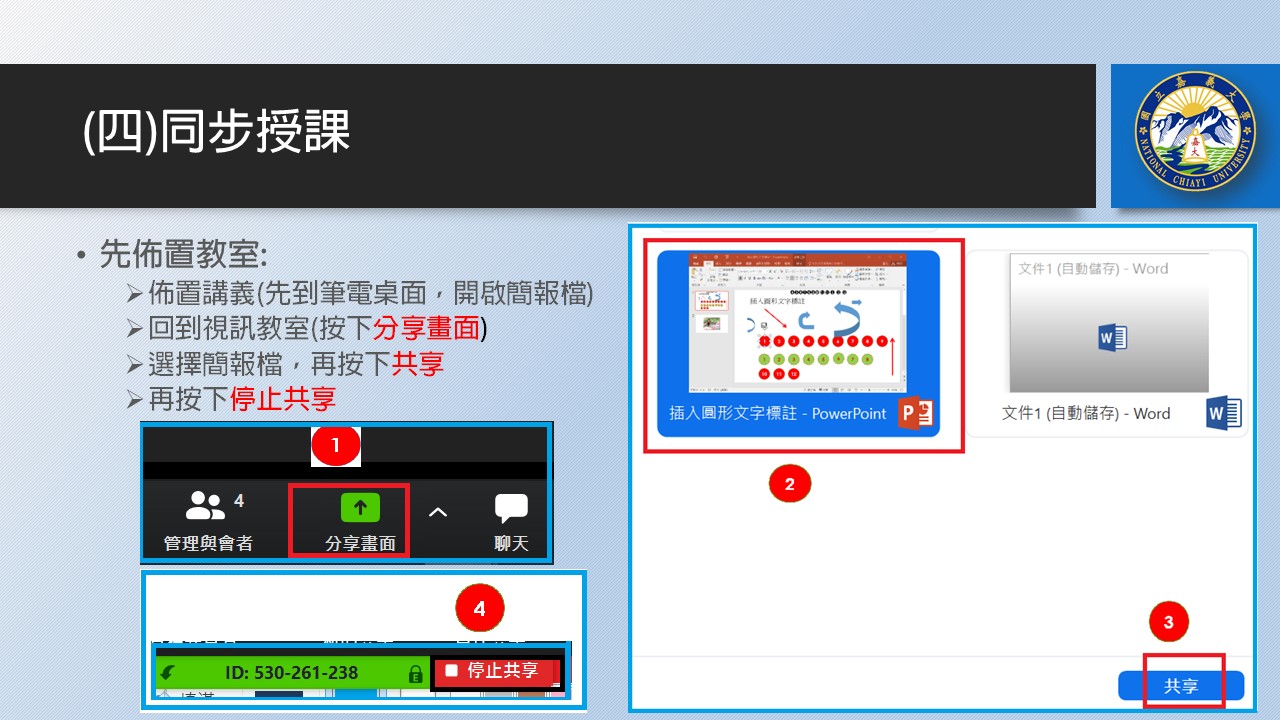 (四)同步授課
國立嘉義大學
嘉大
NATIONAL CHIAYI UNIVERSITY
• 先佈置教室:
➢佈置講義(先到筆電桌面，開啟簡報檔)
➢回到視訊教室(按下分享畫面)
➢選擇簡報檔，再按下共享
➢再按下停止共享
1
4
管理與會者
分享畫面
聊天
4
ID: 530-261-238
停止共享
插入圓形文字標註
插入圓形文字標註 - PowerPoint
文件1 (自動儲存) - Word
文件1 (自動儲存) - Word
2
3
共享